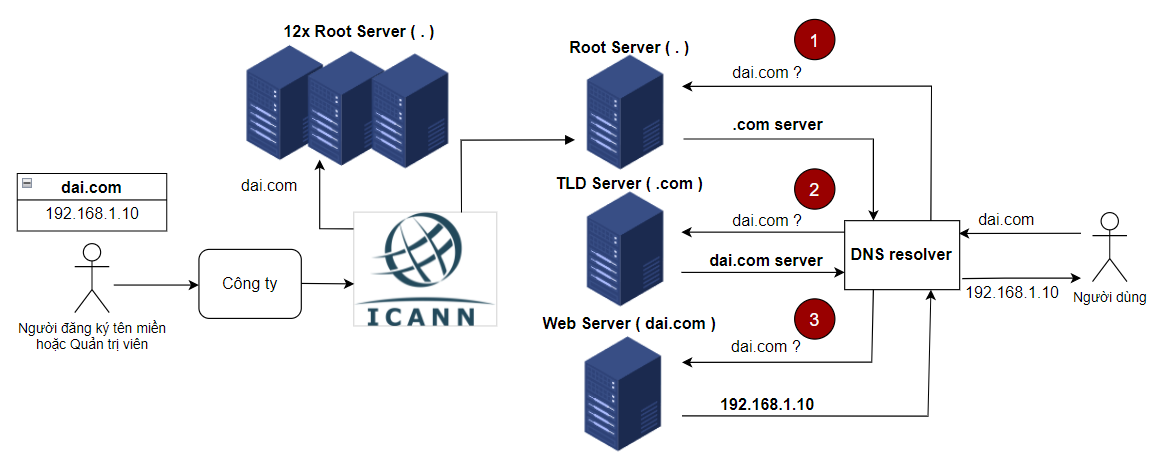 12x Root Server ( . )
dai.com
dai.com
192.168.1.10
Người đăng ký tên miền
hoặc Quản trị viên
Công ty
ICANN
Root Server ( . )
1
dai.com ?
.com server
TLD Server ( .com )
2
dai.com ?
dai.com server
Web Server ( dai.com )
3
dai.com ?
192.168.1.10
DNS resolver
dai.com
192.168.1.10
Người dùng